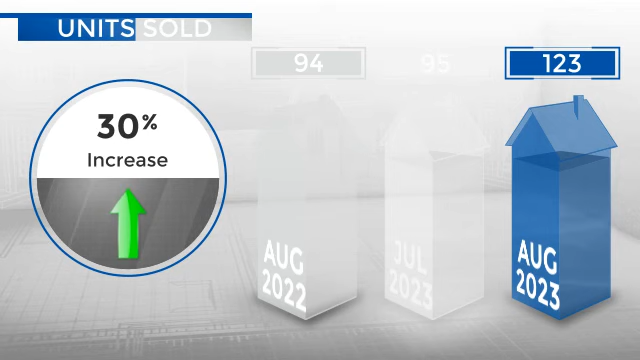 UNITS SOLD
94
95
123
30%
Increase
AUG
2022
JUL
2023
AUG
2023